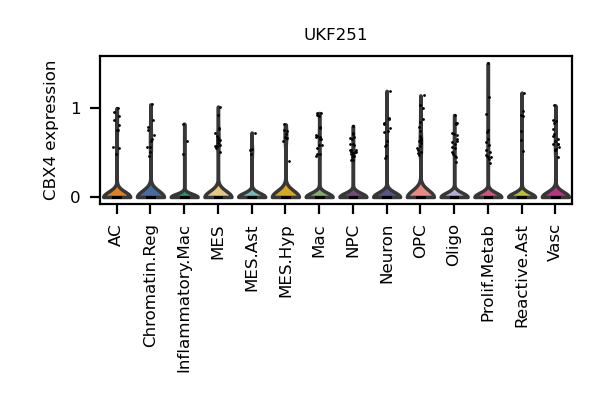 UKF251
CBX4 expression
1
0
AC
Chromatin.Reg
Inflammatory.Mac
MES
MES.Ast
MES.Hyp
Mac
NPC
Neuron
OPC
Oligo
Prolif.Metab
Reactive.Ast
Vasc